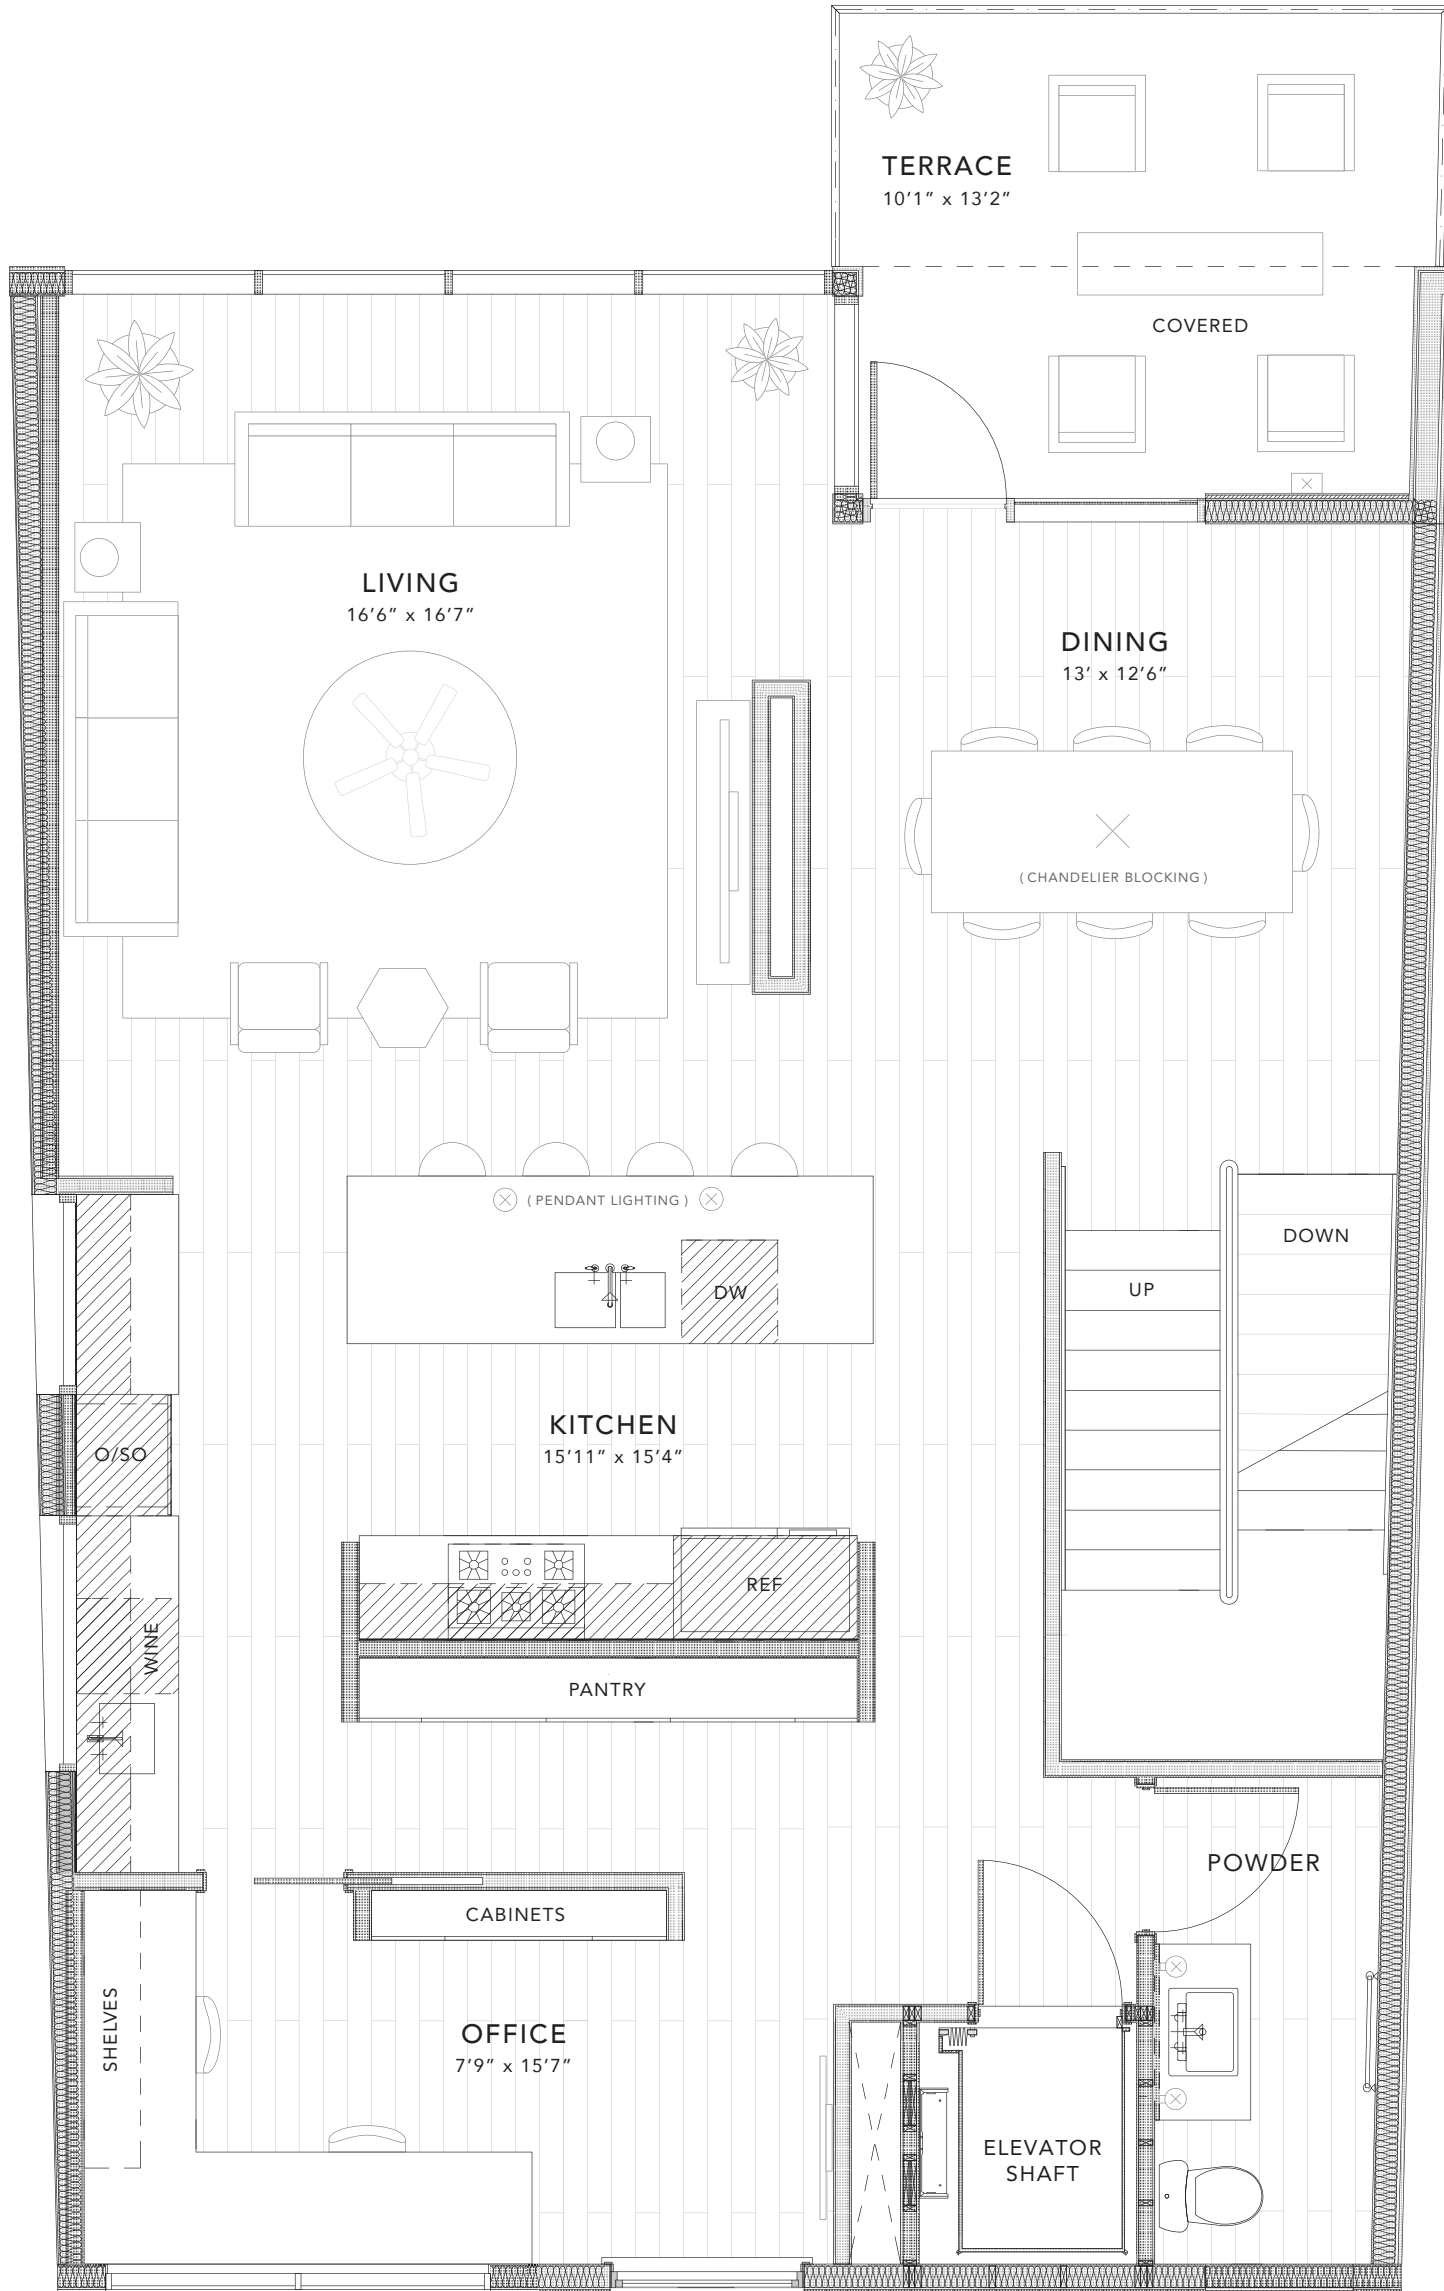 TERRACE
10'1" x 13'2"
COVERED
LIVING
16'6" x 16'7"
DINING
13' x 12'6"
( CHANDELIER BLOCKING )
( PENDANT LIGHTING )
DW
DOWN
UP
KITCHEN
15'11" x 15'4"
O/SO
REF
WINE
PANTRY
POWDER
CABINETS
SHELVES
OFFICE
7'9" x 15'7"
ELEVATOR
SHAFT